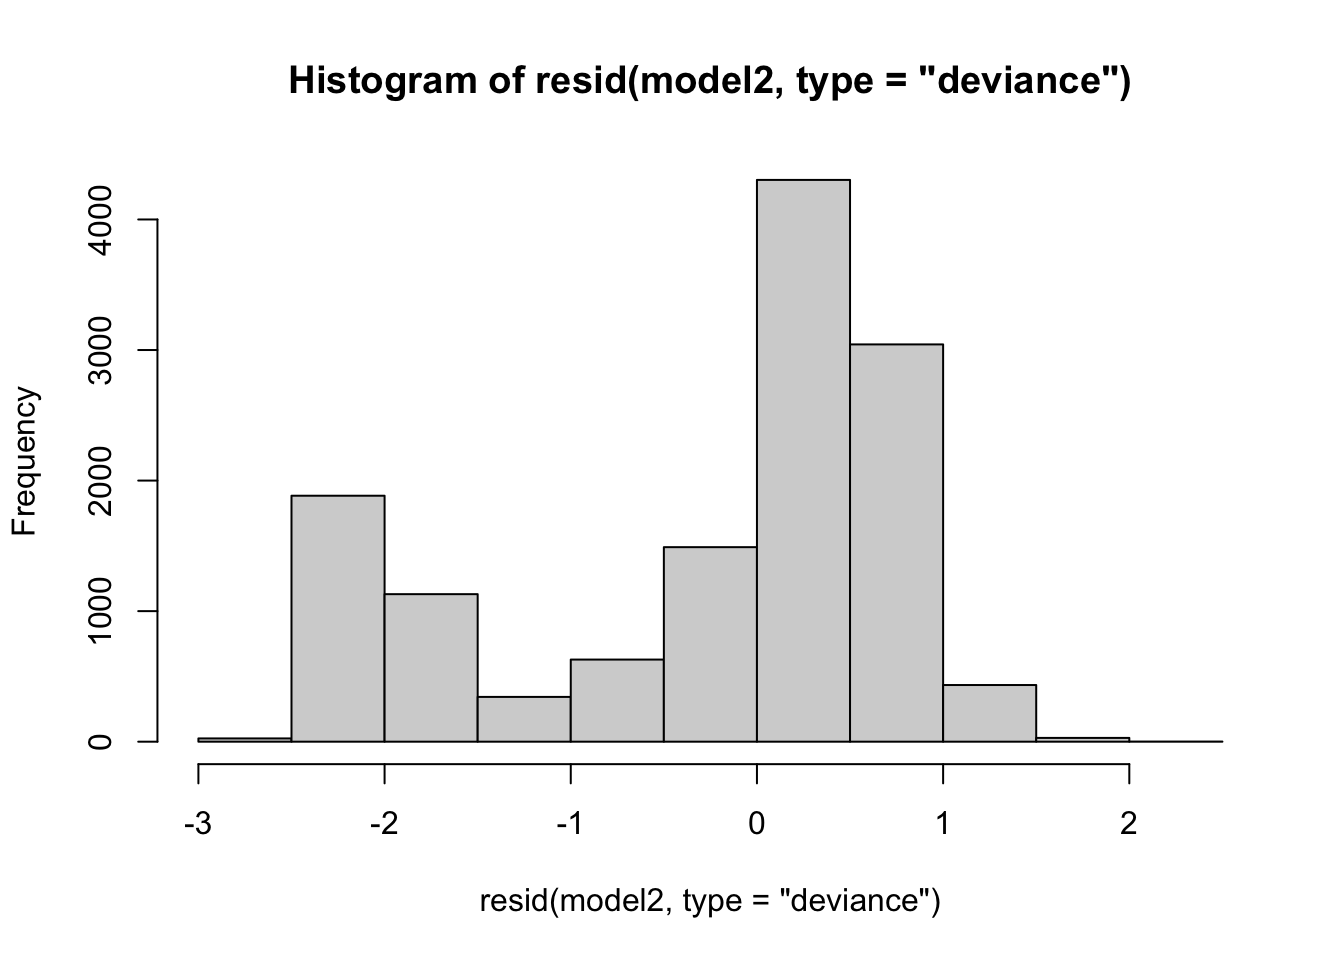 Histogram of resid(model2, type = "deviance")
Frequency
4000
3000
2000
1000
0
-3 -2 -1 0 1 2
resid(model2, type = "deviance")